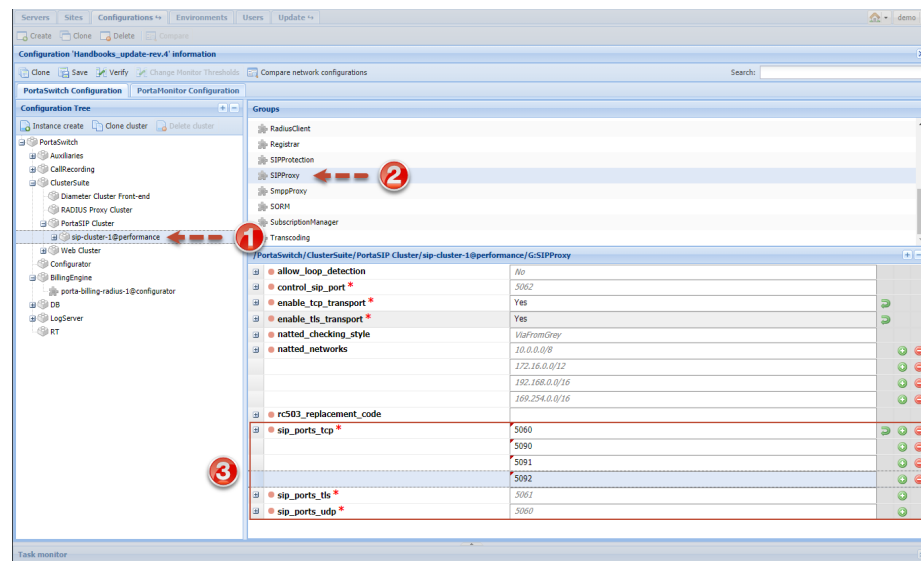 Servers Sites Configurations Environments Users Update demo
Create Clone Delete Compare
Configuration 'Handbooks_update-rev.4' information
Clone Save Verify Change Monitor Thresholds Compare network configurations Search:
PortaSwitch Configuration PortaMonitor Configuration
Configuration Tree
Instance create Clone cluster Delete cluster
PortaSwitch
Auxiliaries
CallRecording
ClusterSuite
Diameter Cluster Front-end
RADIUS Proxy Cluster
PortaSIP Cluster
sip-cluster-1@performance
1
Web Cluster
Configurator
BillingEngine
porta-billing-radius-1@configurator
DB
LogServer
RT
Groups
RadiusClient
Registrar
SIPProtection
SIPProxy
2
SmppProxy
SORM
SubscriptionManager
Transcoding
/PortaSwitch/ClusterSuite/PortaSIP Cluster/sip-cluster-1@performance/G:SIPProxy
allow_loop_detection No
control_sip_port * 5062
enable_tcp_transport * Yes
enable_tls_transport * Yes
natted_checking_style ViaFromGrey
natted_networks 10.0.0.0/8
172.16.0.0/12
192.168.0.0/16
169.254.0.0/16
rc503_replacement_code
3
sip_ports_tcp * 5060
5090
5091
5092
sip_ports_tls * 5061
sip_ports_udp * 5060
Task monitor